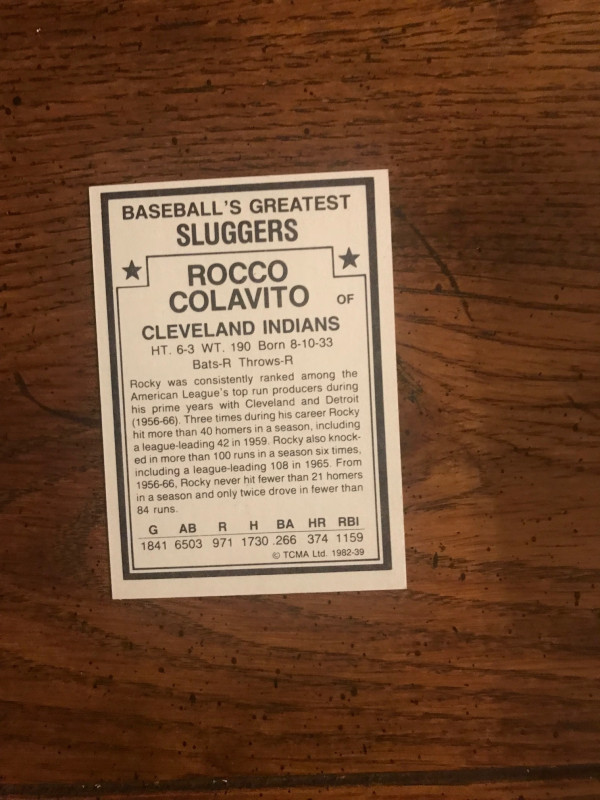 BASEBALL'S GREATEST
SLUGGERS
ROCCO
COLAVITO OF
CLEVELAND INDIANS
HT. 6-3 WT. 190 Born 8-10-33
Bats-R Throws-R
Rocky was consistently ranked among the
American League's top run producers during
his prime years with Cleveland and Detroit
(1956-66). Three times during his career Rocky
hit more than 40 homers in a season, including
a league-leading 42 in 1959. Rocky also knock-
ed in more than 100 runs in a season six times,
including a league-leading 108 in 1965. From
1956-66, Rocky never hit fewer than 21 homers
in a season and only twice drove in fewer than
84 runs.
G AB R H BA HR RBI
1841 6503 971 1730 .266 374 1159
© TCMA Ltd. 1982-39